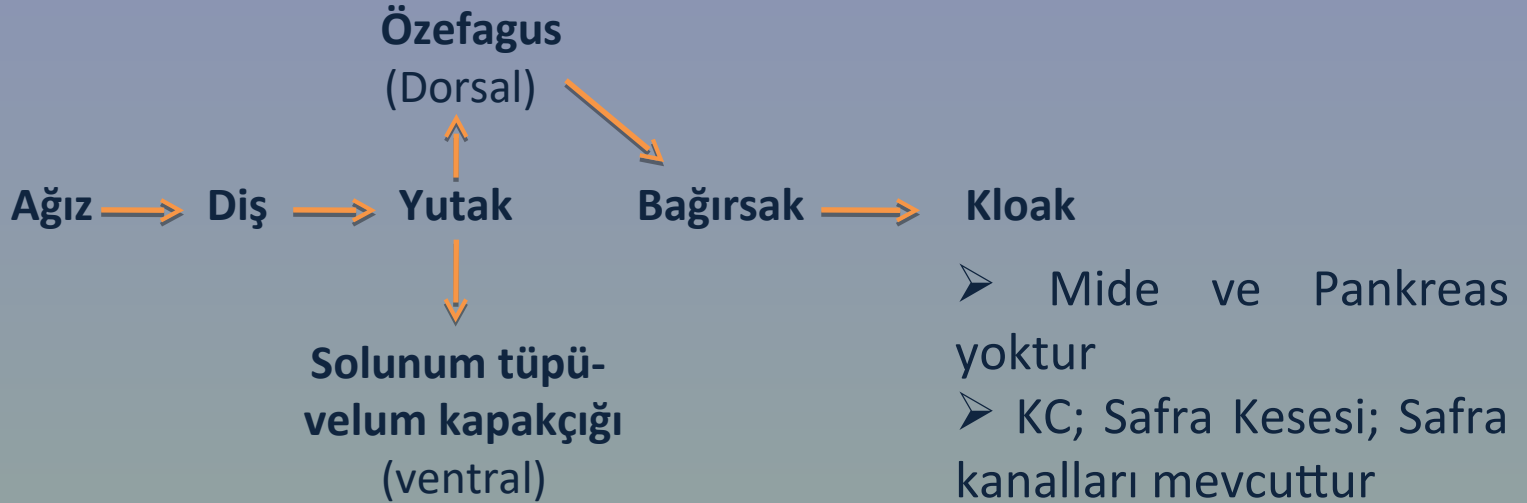 Özefagus
(Dorsal)
Ağız Diş Yutak Bağırsak Kloak
Solunum tüpü-
velum kapakçığı
(ventral)
➢ Mide ve Pankreas
yoktur
➢ KC; Safra Kesesi; Safra
kanalları mevcuttur